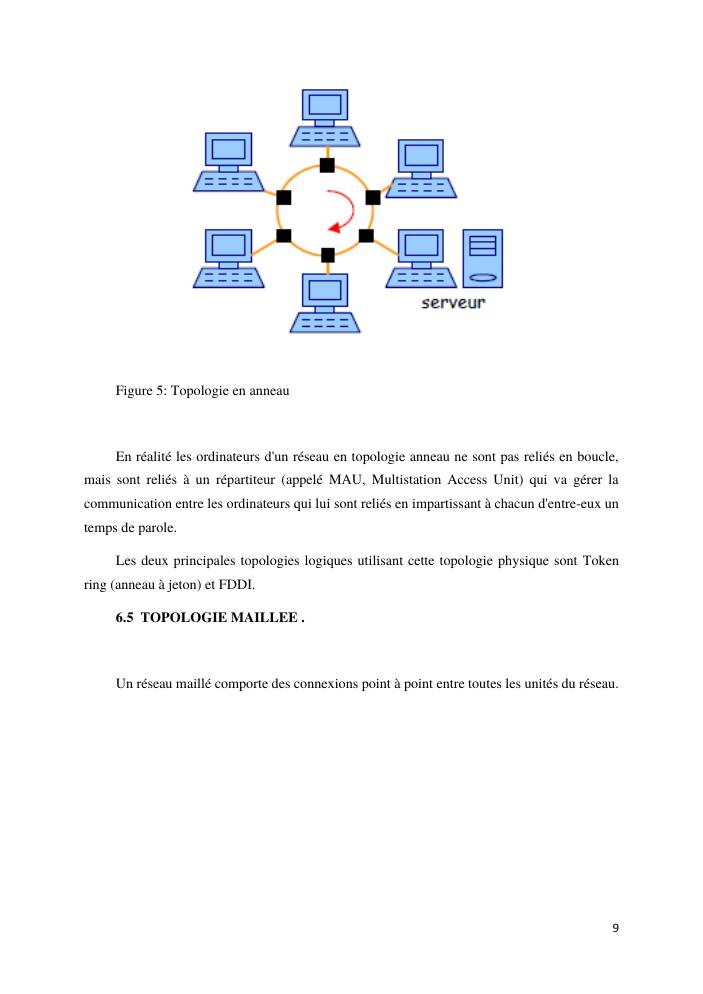 serveur
Figure 5: Topologie en anneau
En réalité les ordinateurs d'un réseau en topologie anneau ne sont pas reliés en boucle,
mais sont reliés à un répartiteur (appelé MAU, Multistation Access Unit) qui va gérer la
communication entre les ordinateurs qui lui sont reliés en impartissant à chacun d'entre-eux un
temps de parole.
Les deux principales topologies logiques utilisant cette topologie physique sont Token
ring (anneau à jeton) et FDDI.
6.5 TOPOLOGIE MAILLEE .
Un réseau maillé comporte des connexions point à point entre toutes les unités du réseau.
9